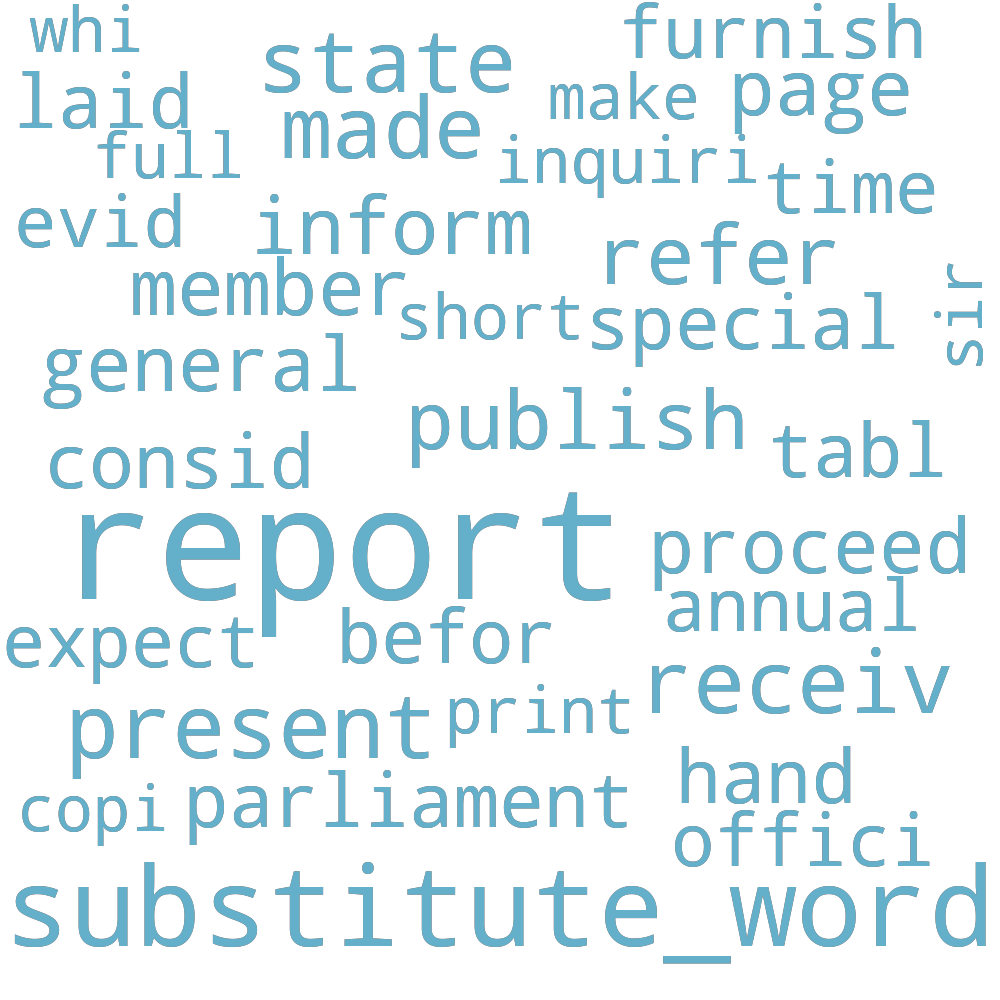 whi
furnish
state
laid
make
page
made
full
inquiri
time
evid
inform
refer
member
short
special
sir
general
publish
tabl
consid
report
proceed
annual
expect
befor
receiv
present
print
hand
copi
parliament
offici
substitute_word